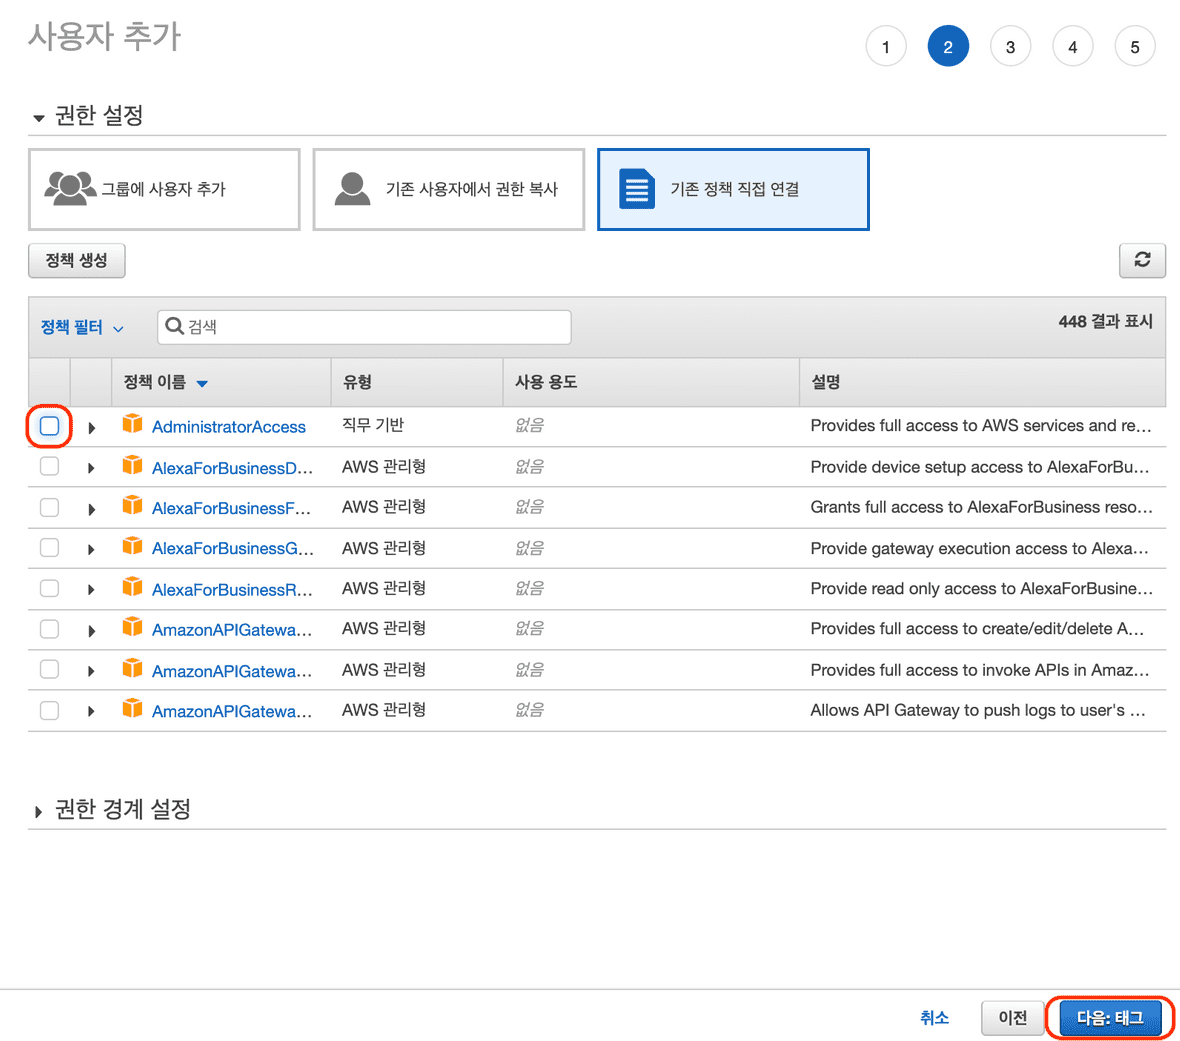 사용자 추가
1 2 3 4 5
권한 설정
그룹에 사용자 추가 기존 사용자에서 권한 복사 기존 정책 직접 연결
정책 생성
정책 필터 검색 448 결과 표시
정책 이름 유형 사용 용도 설명
AdministratorAccess 직무 기반 없음 Provides full access to AWS services and re...
AlexaForBusinessD... AWS 관리형 없음 Provide device setup access to AlexaForBu...
AlexaForBusinessF... AWS 관리형 없음 Grants full access to AlexaForBusiness reso...
AlexaForBusinessG... AWS 관리형 없음 Provide gateway execution access to Alexa...
AlexaForBusinessR... AWS 관리형 없음 Provide read only access to AlexaForBusine...
AmazonAPIGatewa... AWS 관리형 없음 Provides full access to create/edit/delete A...
AmazonAPIGatewa... AWS 관리형 없음 Provides full access to invoke APIs in Amaz...
AmazonAPIGatewa... AWS 관리형 없음 Allows API Gateway to push logs to user's ...
권한 경계 설정
취소 이전 다음: 태그